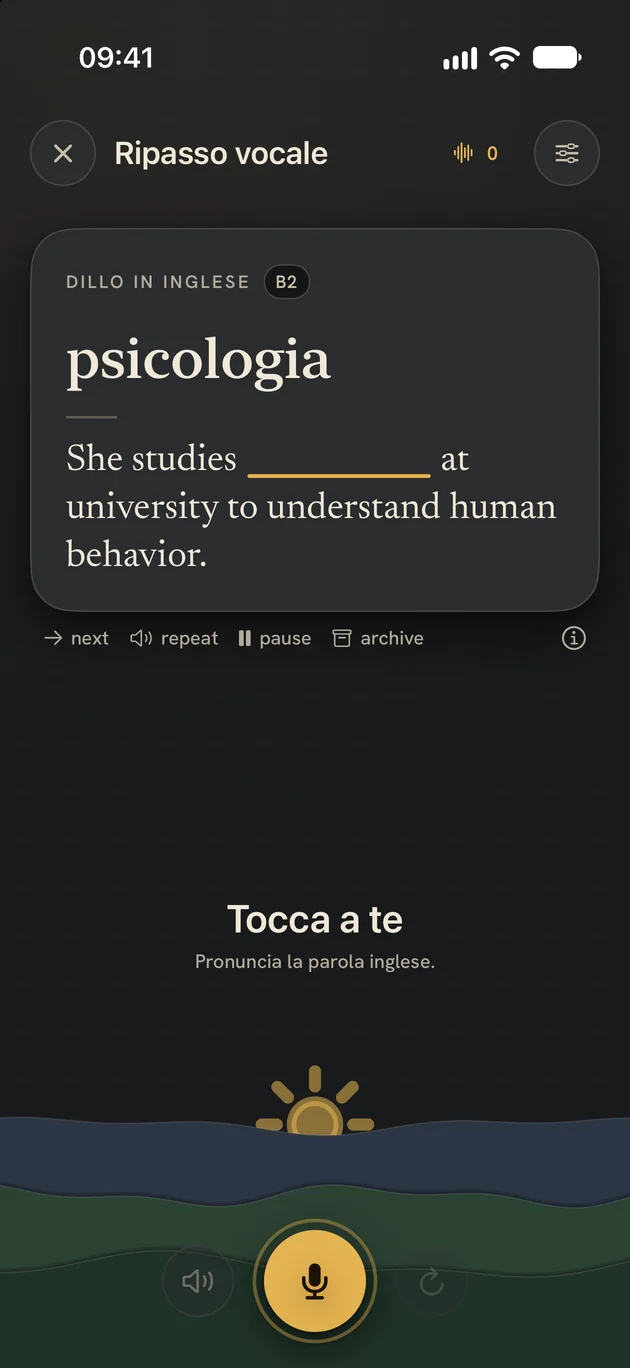 09:41
Ripasso vocale
0
DILLO IN INGLESE B2
psicologia
She studies __________ at
university to understand human
behavior.
next repeat pause archive
Tocca a te
Pronuncia la parola inglese.